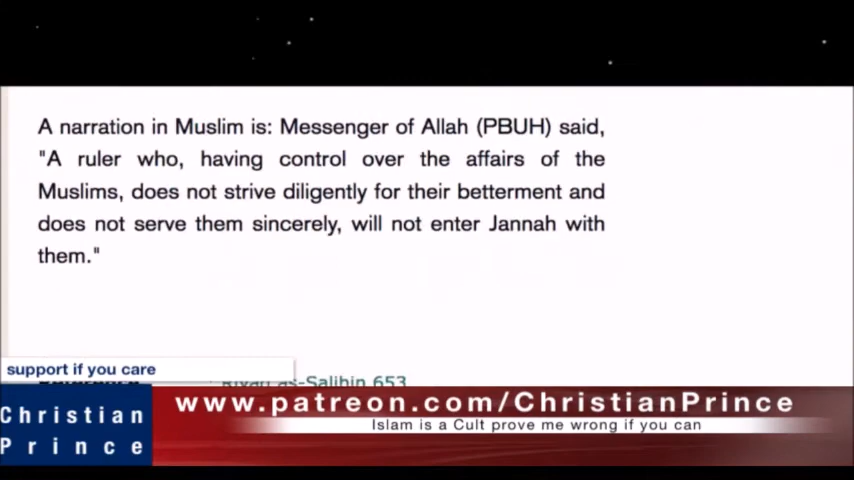 A narration in Muslim is: Messenger of Allah (PBUH) said,
"A ruler who, having control over the affairs of the
Muslims, does not strive diligently for their betterment and
does not serve them sincerely, will not enter Jannah with
them."
support if you care
as-Salihin 653
Christian
Prince
www.patreon.com/ChristianPrince
Islam is a Cult prove me wrong if you can